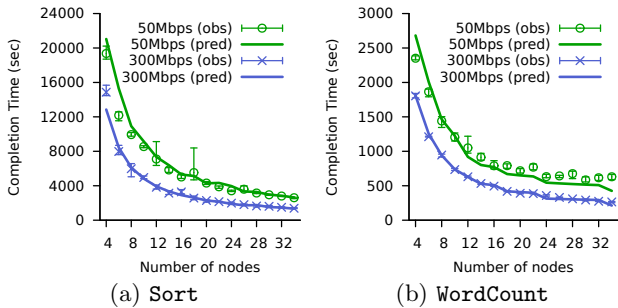 24000
20000
16000
12000
8000
4000
0
Completion Time (sec)
50Mbps (obs)
50Mbps (pred)
300Mbps (obs)
300Mbps (pred)
4 8 12 16 20 24 28 32
Number of nodes
(a) Sort
3000
2500
2000
1500
1000
500
0
Completion Time (sec)
50Mbps (obs)
50Mbps (pred)
300Mbps (obs)
300Mbps (pred)
4 8 12 16 20 24 28 32
Number of nodes
(b) WordCount